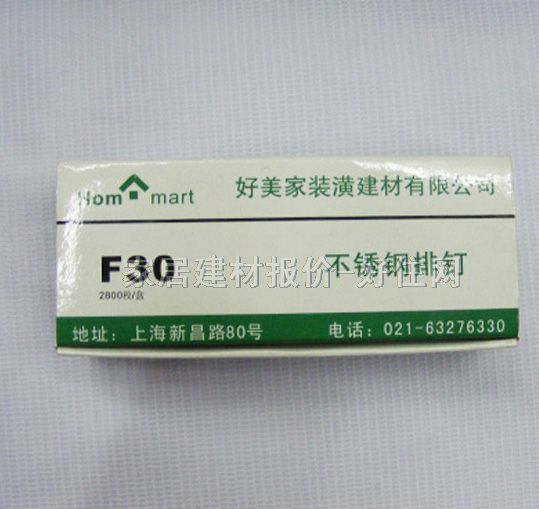 Hom mart
好美家装潢建材有限公司
F30
不锈钢排钉
2800枚/盒
家居建材报价-好住网
地址：上海新昌路80号
电话：021-63276330